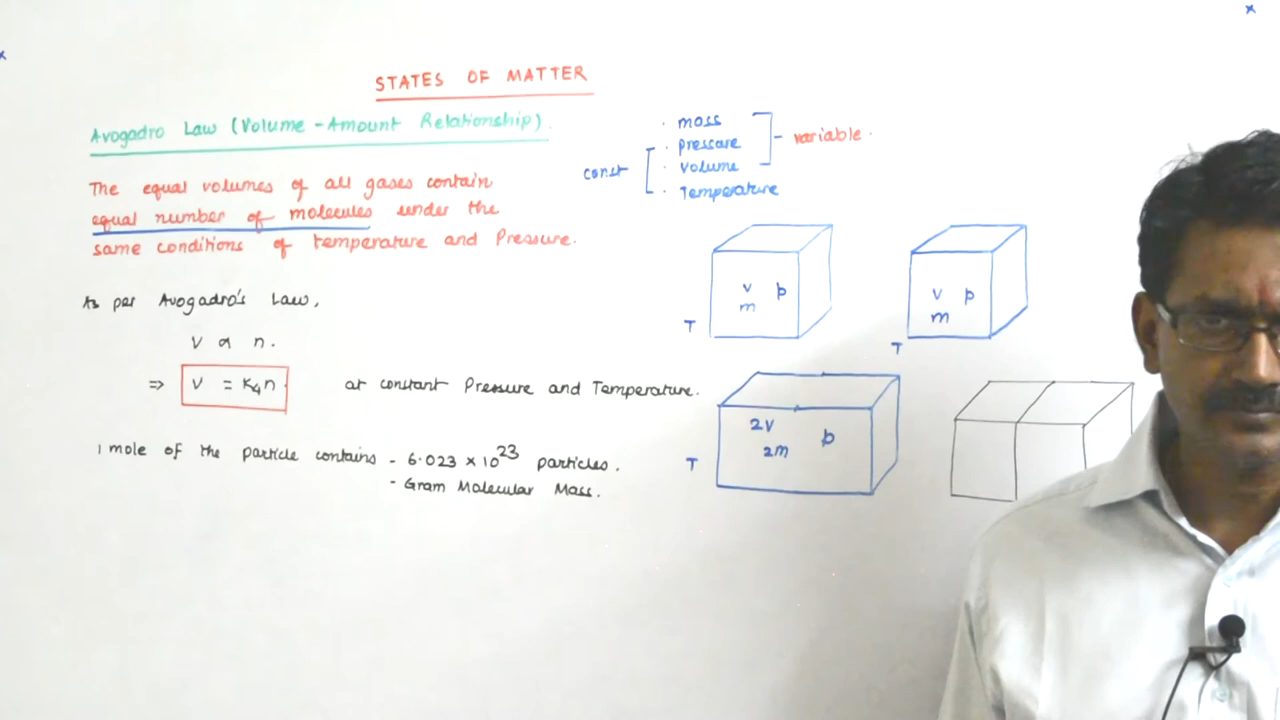 STATES OF MATTER
Avogadro Law (Volume - Amount Relationship).
The equal volumes of all gases contain
equal number of molecules under the
same conditions of temperature and Pressure.
As per Avogadro's Law,
V ∝ n.
⇒ V = K₄n.
at constant Pressure and Temperature.
1 mole of the particle contains - 6.023 × 10²³ particles.
- Gram Molecular Mass.
. mass
. pressure
. volume
. Temperature
const
variable.
V p
m
T
V p
m
T
2V p
2m
T